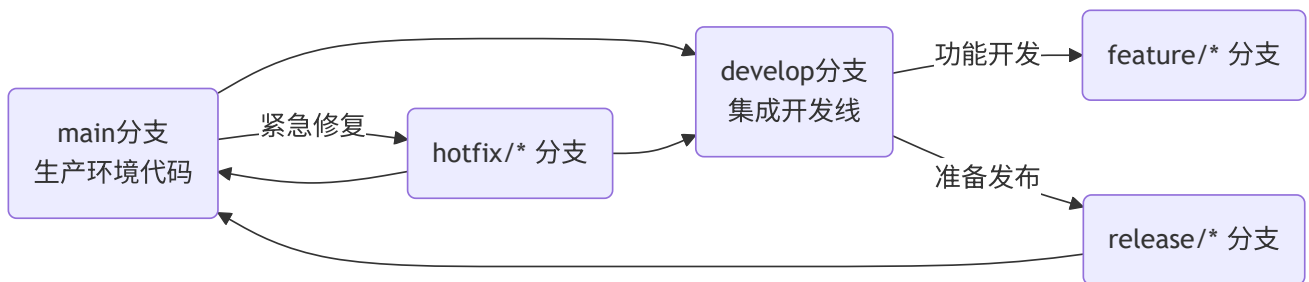 main分支
生产环境代码
紧急修复
hotfix/* 分支
develop分支
集成开发线
功能开发
feature/* 分支
准备发布
release/* 分支